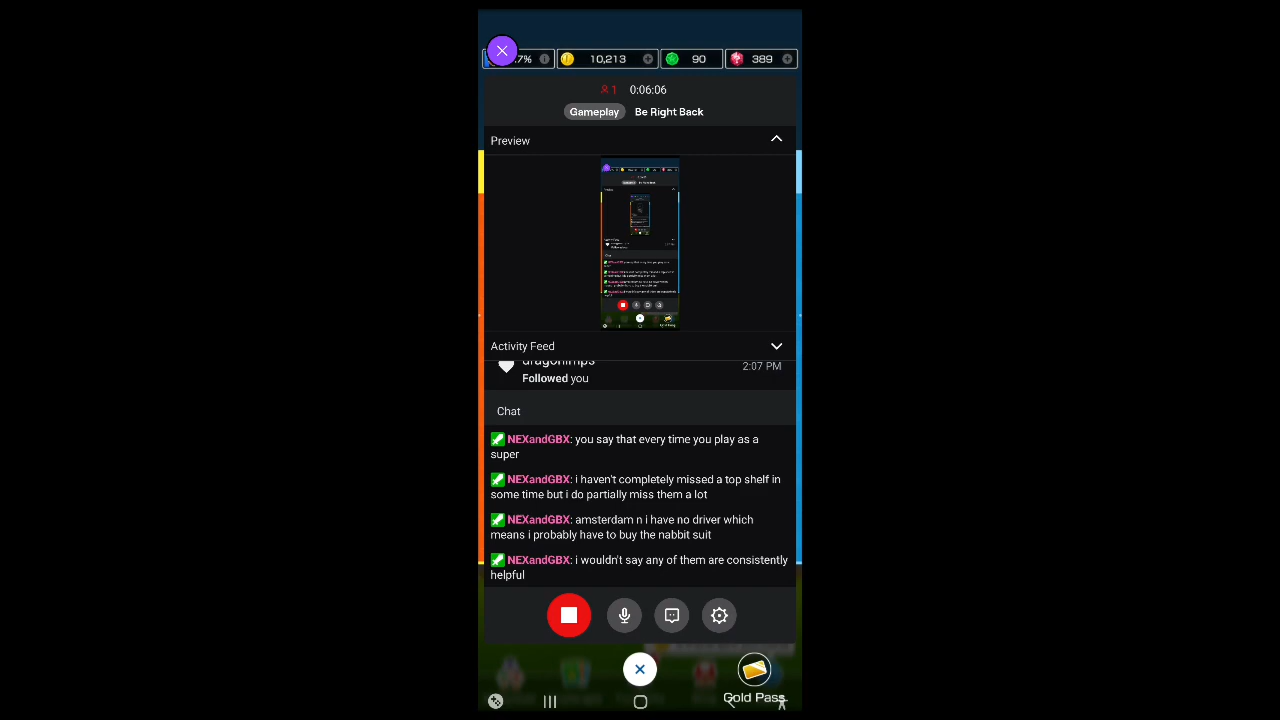 7% 10,213 90 389
1 0:06:06
Gameplay Be Right Back
Preview
Activity Feed
dragonimps 2:07 PM
Followed you
Chat
NEXandGBX: you say that every time you play as a
super
NEXandGBX: i haven't completely missed a top shelf in
some time but i do partially miss them a lot
NEXandGBX: amsterdam n i have no driver which
means i probably have to buy the nabbit suit
NEXandGBX: i wouldn't say any of them are consistently
helpful
Gold Pass